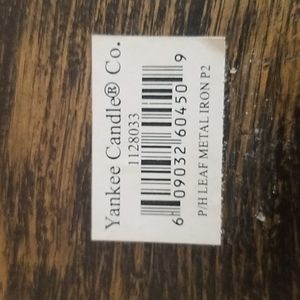 Yankee Candle® Co.
1128033
6 09032 60450 9
P/H LEAF METAL IRON P2